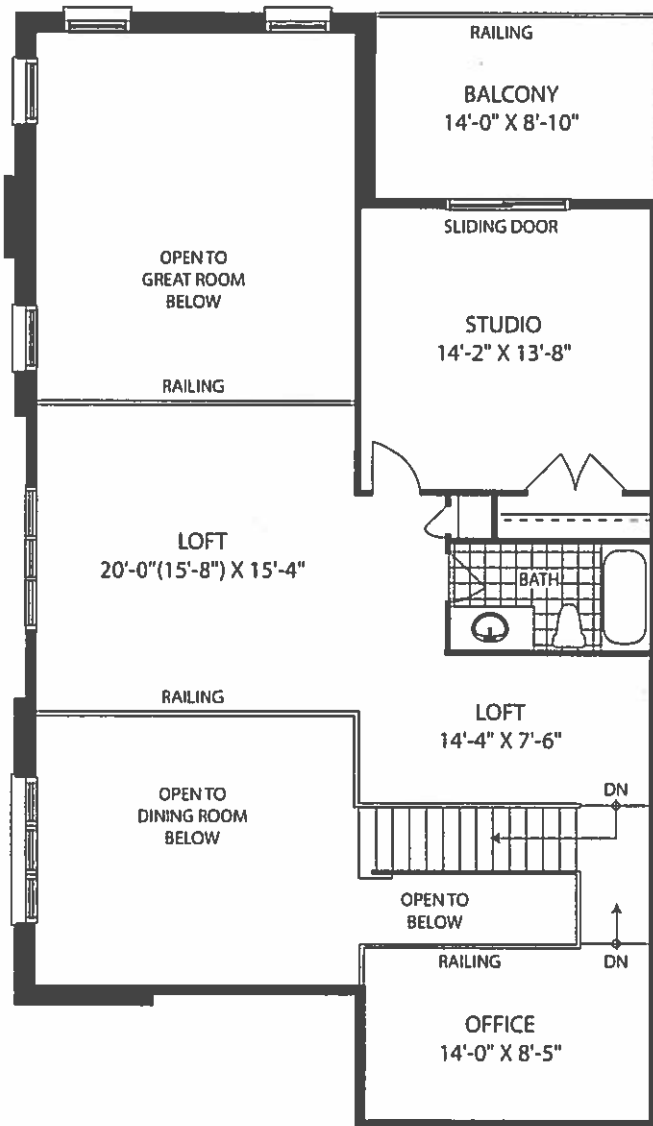 RAILING
BALCONY
14'-0" X 8'-10"
SLIDING DOOR
OPEN TO
GREAT ROOM
BELOW
STUDIO
14'-2" X 13'-8"
RAILING
LOFT
20'-0"(15'-8") X 15'-4"
BATH
RAILING
LOFT
14'-4" X 7'-6"
OPEN TO
DINING ROOM
BELOW
DN
OPEN TO
BELOW
RAILING
DN
OFFICE
14'-0" X 8'-5"